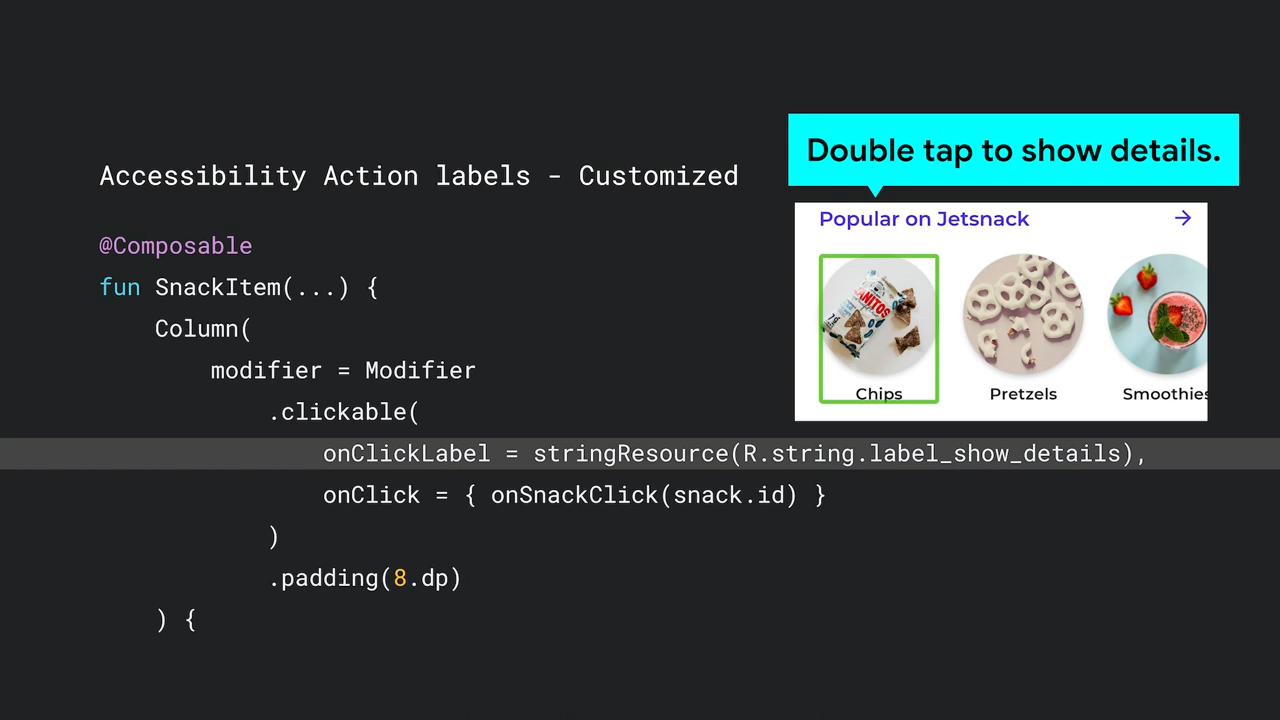 Accessibility Action labels - Customized
@Composable
fun SnackItem(...) {
    Column(
        modifier = Modifier
            .clickable(
                onClickLabel = stringResource(R.string.label_show_details),
                onClick = { onSnackClick(snack.id) }
            )
            .padding(8.dp)
    ) {
Double tap to show details.
Popular on Jetsnack →
Chips
Pretzels
Smoothies